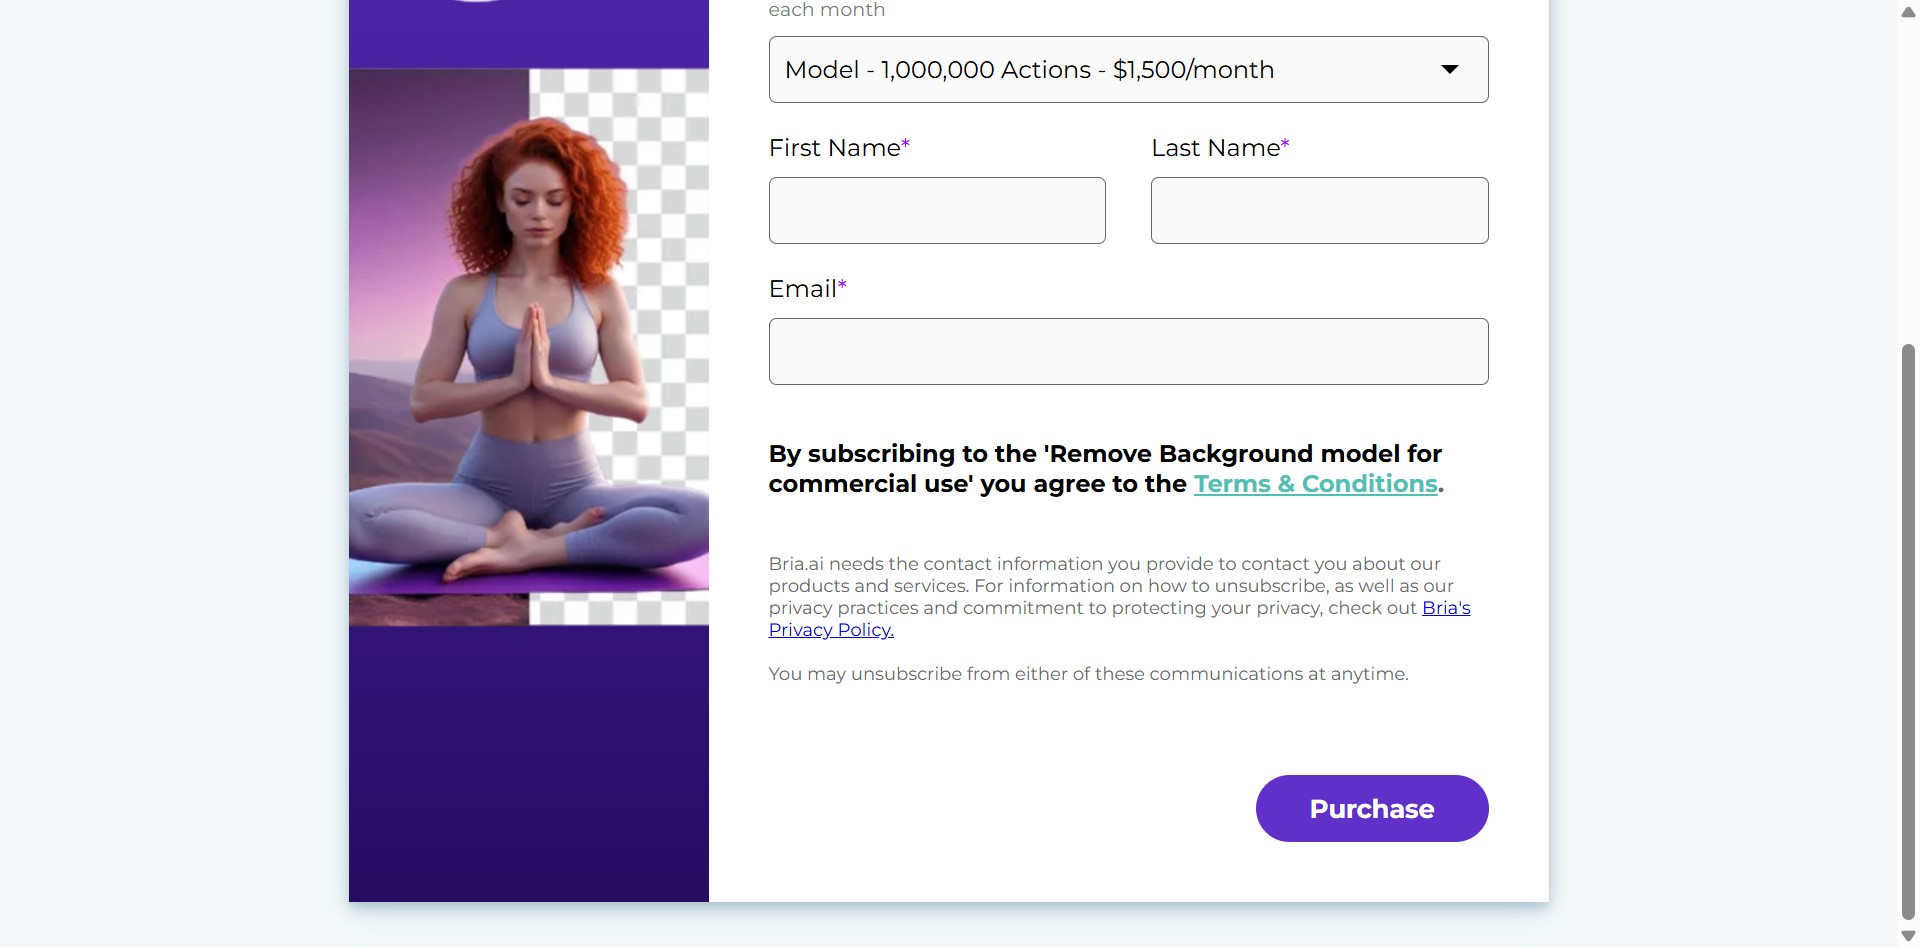 each month
Model - 1,000,000 Actions - $1,500/month
First Name*
Last Name*
Email*
By subscribing to the 'Remove Background model for
commercial use' you agree to the Terms & Conditions.
Bria.ai needs the contact information you provide to contact you about our
products and services. For information on how to unsubscribe, as well as our
privacy practices and commitment to protecting your privacy, check out Bria's
Privacy Policy.
You may unsubscribe from either of these communications at anytime.
Purchase